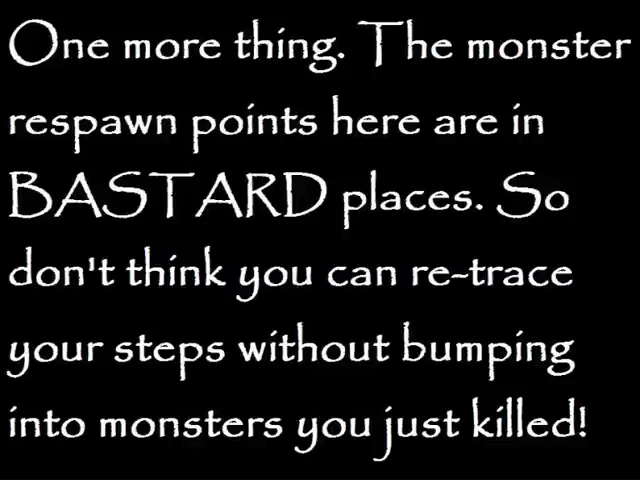 One more thing. The monster
respawn points here are in
BASTARD places. So
don't think you can re-trace
your steps without bumping
into monsters you just killed!